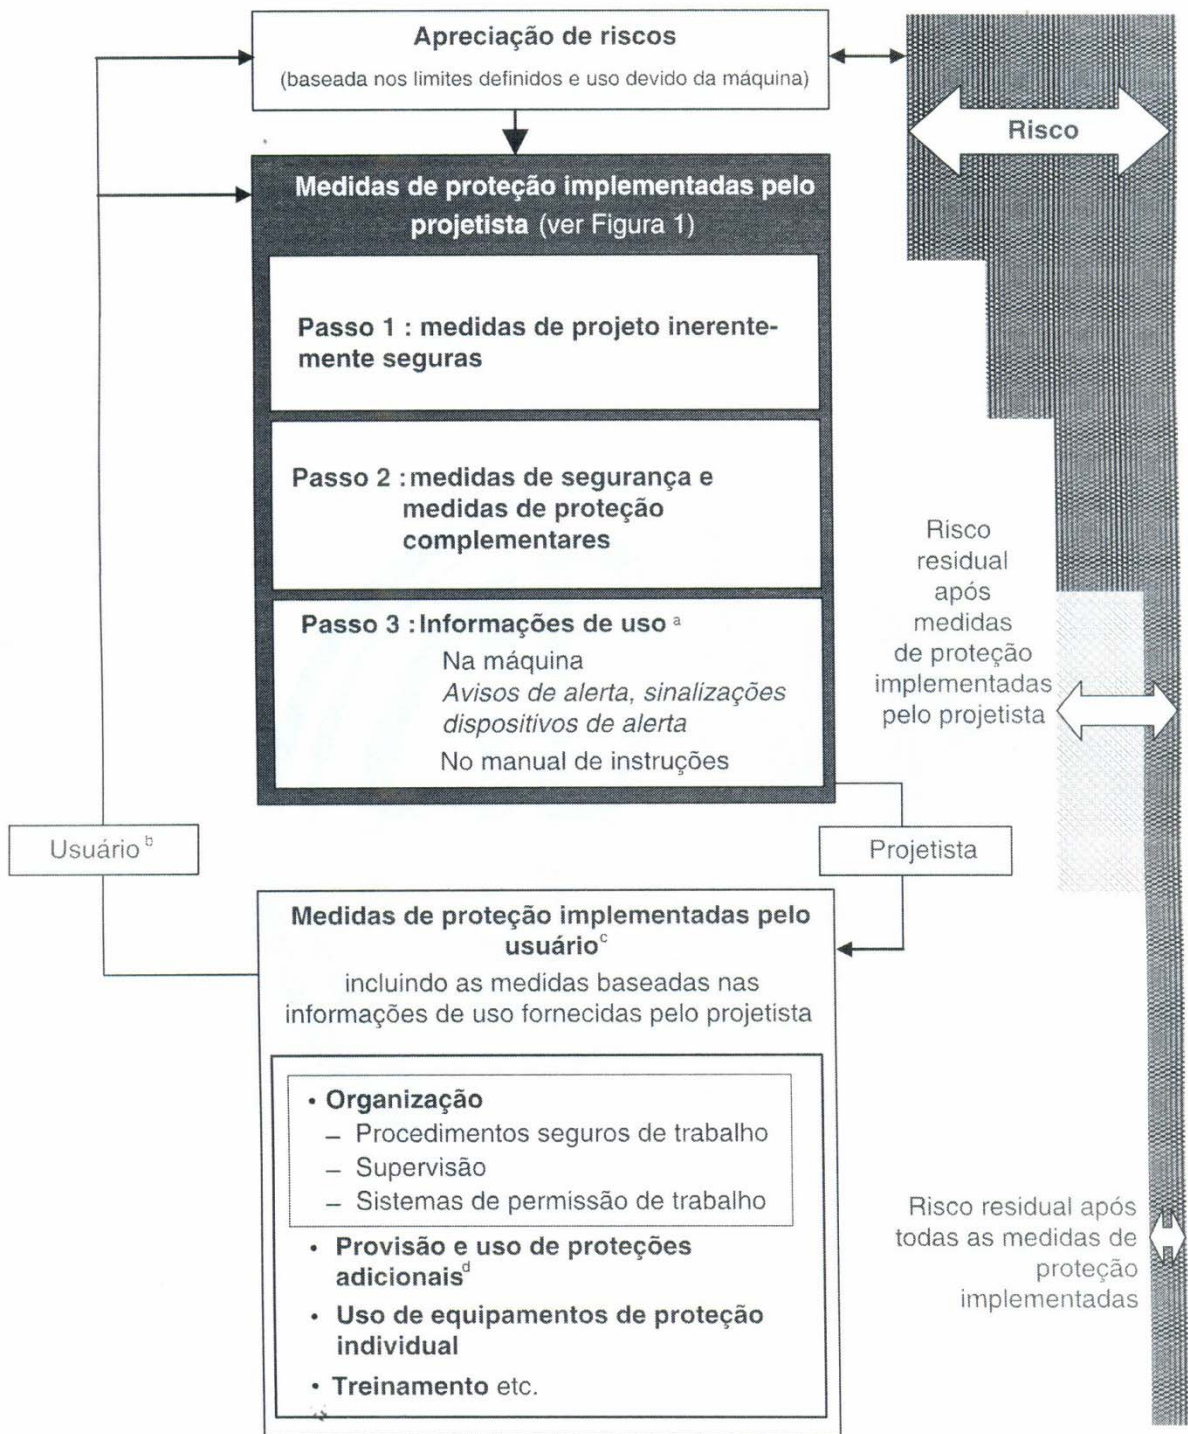 Apreciação de riscos
(baseada nos limites definidos e uso devido da máquina)
Risco
Medidas de proteção implementadas pelo
projetista (ver Figura 1)
Passo 1 : medidas de projeto inerente-
mente seguras
Passo 2 : medidas de segurança e
medidas de proteção
complementares
Passo 3 : Informações de uso a
Na máquina
Avisos de alerta, sinalizações
dispositivos de alerta
No manual de instruções
Risco
residual
após
medidas
de proteção
implementadas
pelo projetista
Usuário b
Projetista
Medidas de proteção implementadas pelo
usuário c
incluindo as medidas baseadas nas
informações de uso fornecidas pelo projetista
• Organização
– Procedimentos seguros de trabalho
– Supervisão
– Sistemas de permissão de trabalho
• Provisão e uso de proteções
adicionais d
• Uso de equipamentos de proteção
individual
• Treinamento etc.
Risco residual após
todas as medidas de
proteção
implementadas